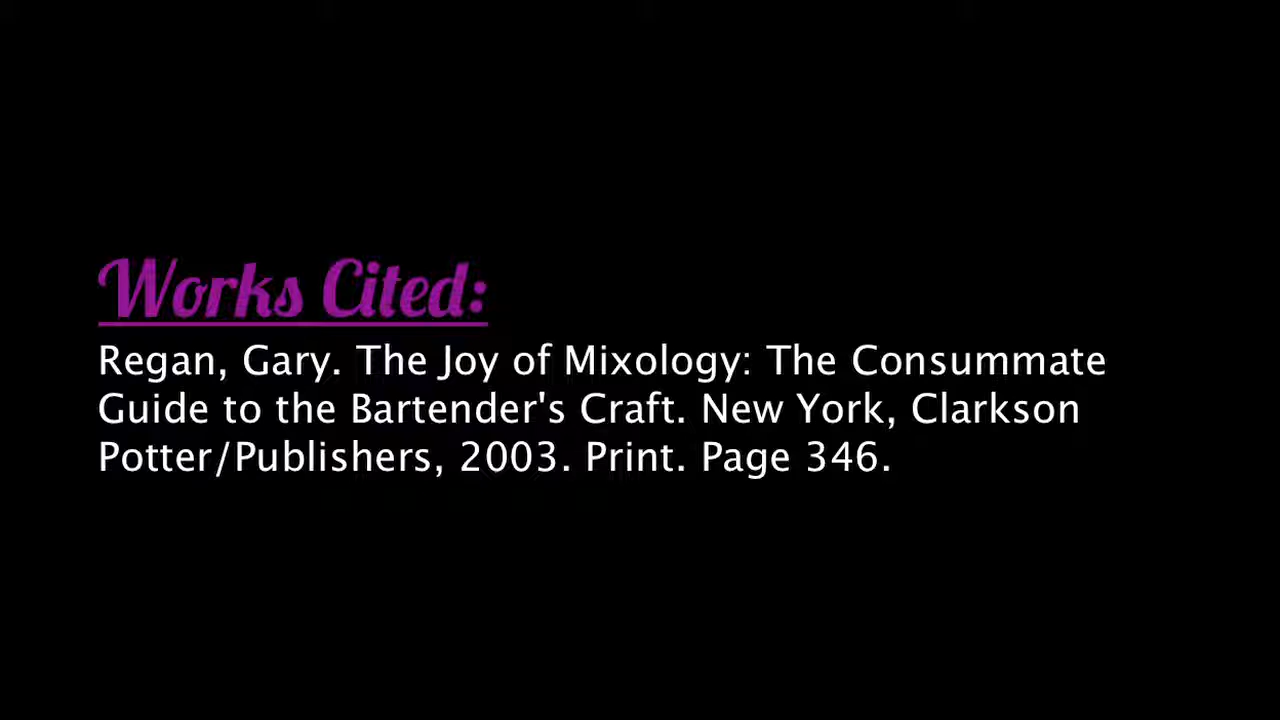 Works Cited:
Regan, Gary. The Joy of Mixology: The Consummate
Guide to the Bartender's Craft. New York, Clarkson
Potter/Publishers, 2003. Print. Page 346.